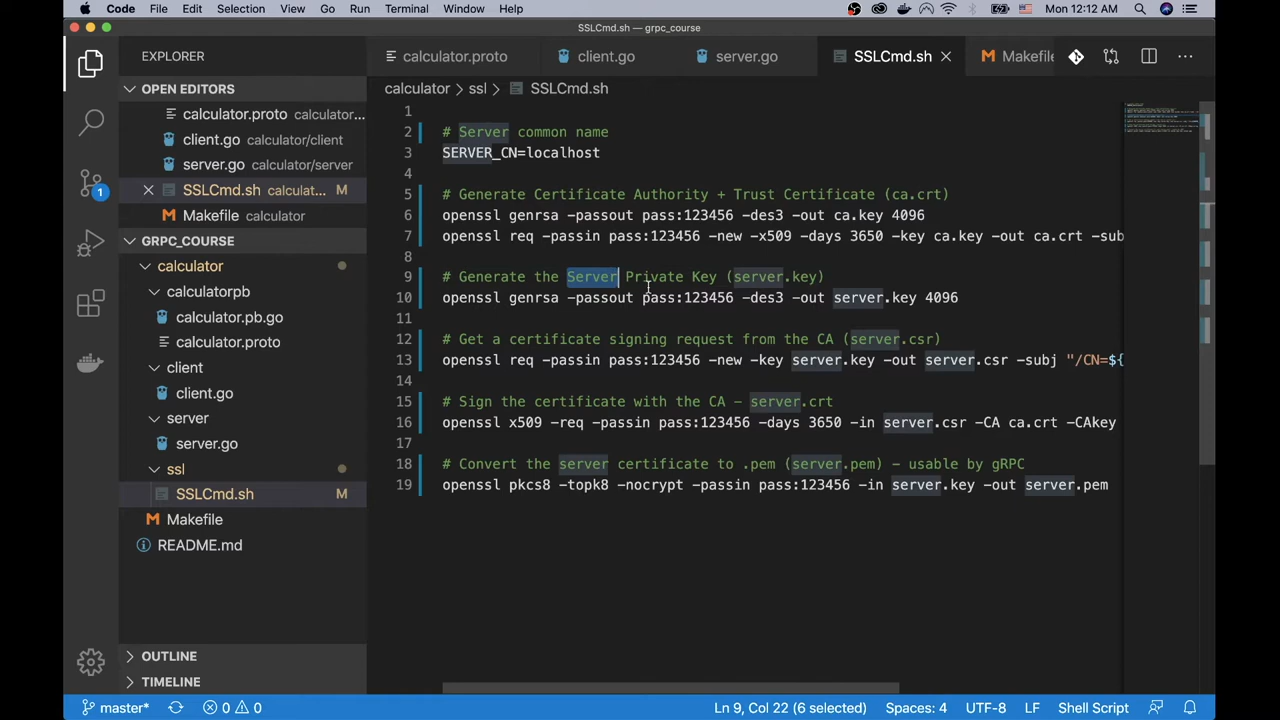 Code File Edit Selection View Go Run Terminal Window Help Mon 12:12 AM
SSLCmd.sh — grpc_course
EXPLORER
calculator.proto client.go server.go SSLCmd.sh Makefile
OPEN EDITORS
calculator.proto calculator...
client.go calculator/client
server.go calculator/server
SSLCmd.sh calculat... M
Makefile calculator
1
GRPC_COURSE
calculator
calculatorpb
calculator.pb.go
calculator.proto
client
client.go
server
server.go
ssl
SSLCmd.sh M
Makefile
README.md
OUTLINE
TIMELINE
calculator > ssl > SSLCmd.sh
1
2 # Server common name
3 SERVER_CN=localhost
4
5 # Generate Certificate Authority + Trust Certificate (ca.crt)
6 openssl genrsa -passout pass:123456 -des3 -out ca.key 4096
7 openssl req -passin pass:123456 -new -x509 -days 3650 -key ca.key -out ca.crt -sub
8
9 # Generate the Server Private Key (server.key)
10 openssl genrsa -passout pass:123456 -des3 -out server.key 4096
11
12 # Get a certificate signing request from the CA (server.csr)
13 openssl req -passin pass:123456 -new -key server.key -out server.csr -subj "/CN=${
14
15 # Sign the certificate with the CA - server.crt
16 openssl x509 -req -passin pass:123456 -days 3650 -in server.csr -CA ca.crt -CAkey
17
18 # Convert the server certificate to .pem (server.pem) - usable by gRPC
19 openssl pkcs8 -topk8 -nocrypt -passin pass:123456 -in server.key -out server.pem
master* 0 0 Ln 9, Col 22 (6 selected) Spaces: 4 UTF-8 LF Shell Script